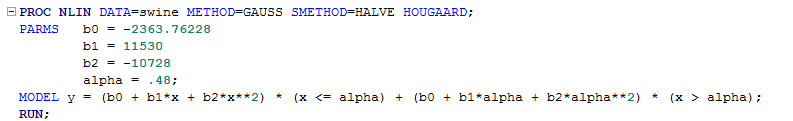 PROC NLIN DATA=swine METHOD=GAUSS SMETHOD=HALVE HOUGAARD;
PARMS b0 = -2363.76228
b1 = 11530
b2 = -10728
alpha = .48;
MODEL y = (b0 + b1*x + b2*x**2) * (x <= alpha) + (b0 + b1*alpha + b2*alpha**2) * (x > alpha);
RUN;